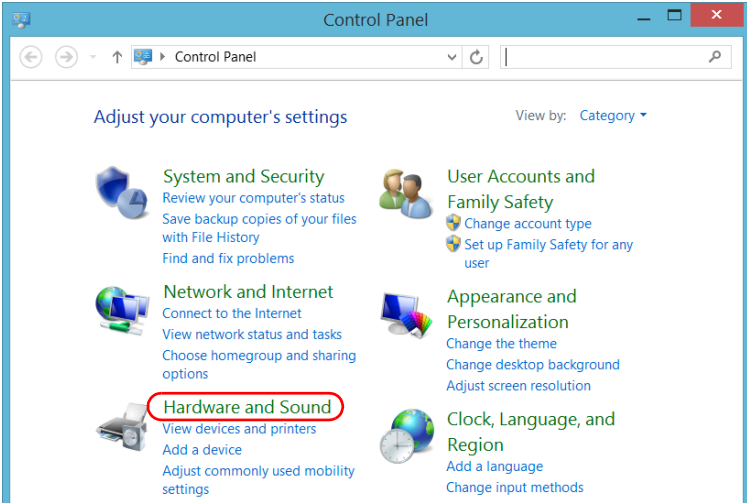 Control Panel
Control Panel
Adjust your computer's settings
View by: Category
System and Security
Review your computer's status
Save backup copies of your files
with File History
Find and fix problems
Network and Internet
Connect to the Internet
View network status and tasks
Choose homegroup and sharing
options
Hardware and Sound
View devices and printers
Add a device
Adjust commonly used mobility
settings
User Accounts and
Family Safety
Change account type
Set up Family Safety for any
user
Appearance and
Personalization
Change the theme
Change desktop background
Adjust screen resolution
Clock, Language, and
Region
Add a language
Change input methods